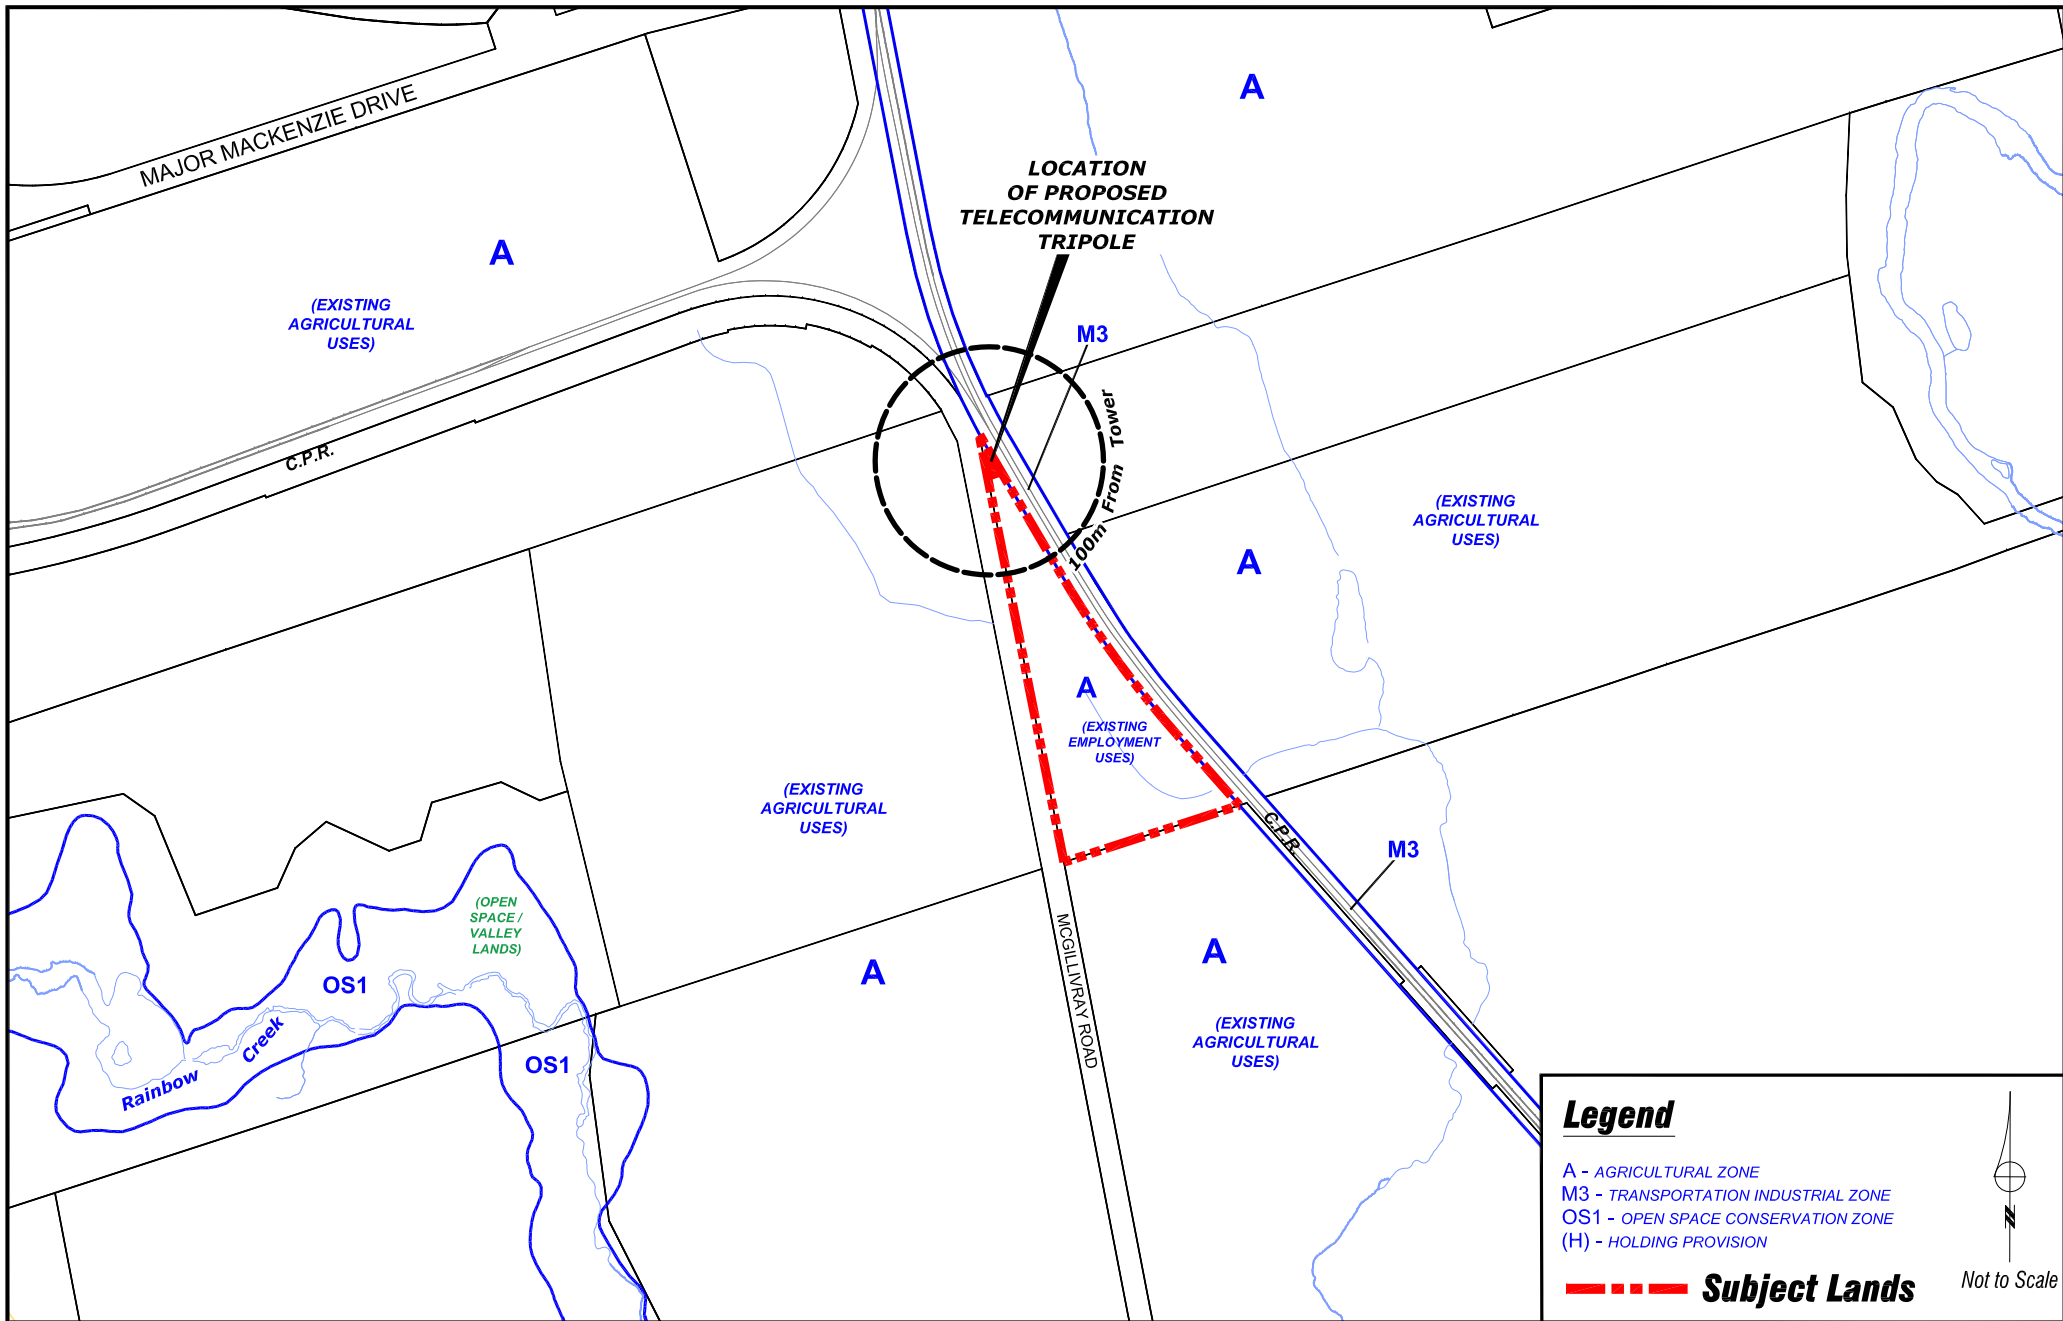 MAJOR MACKENZIE DRIVE
A
LOCATION
OF PROPOSED
TELECOMMUNICATION
TRIPOLE
A
(EXISTING
AGRICULTURAL
USES)
M3
C.P.R.
100m From Tower
(EXISTING
AGRICULTURAL
USES)
A
A
(EXISTING
EMPLOYMENT
USES)
(EXISTING
AGRICULTURAL
USES)
C.P.R.
M3
(OPEN
SPACE /
VALLEY
LANDS)
OS1
A
MCGILLIVRAY ROAD
A
(EXISTING
AGRICULTURAL
USES)
Rainbow Creek
OS1
Legend
A - AGRICULTURAL ZONE
M3 - TRANSPORTATION INDUSTRIAL ZONE
OS1 - OPEN SPACE CONSERVATION ZONE
(H) - HOLDING PROVISION
Subject Lands
N
Not to Scale